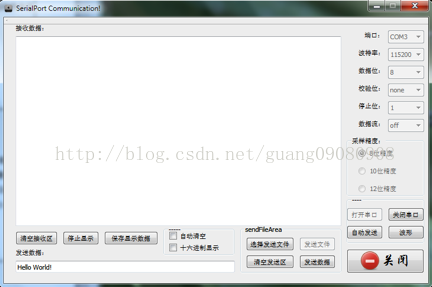 SerialPort Communication!
接收数据:
端口: COM3
波特率: 115200
数据位: 8
校验位: none
停止位: 1
数据流: off
采样精度:
8位精度
10位精度
12位精度
http://blog.csdn.net/guang09080908
打开串口 关闭串口
自动发送 波形
关闭
清空接收区 停止显示 保存显示数据
自动清空
十六进制显示
sendFileArea
选择发送文件 发送文件
清空发送区 发送数据
发送数据:
Hello World!